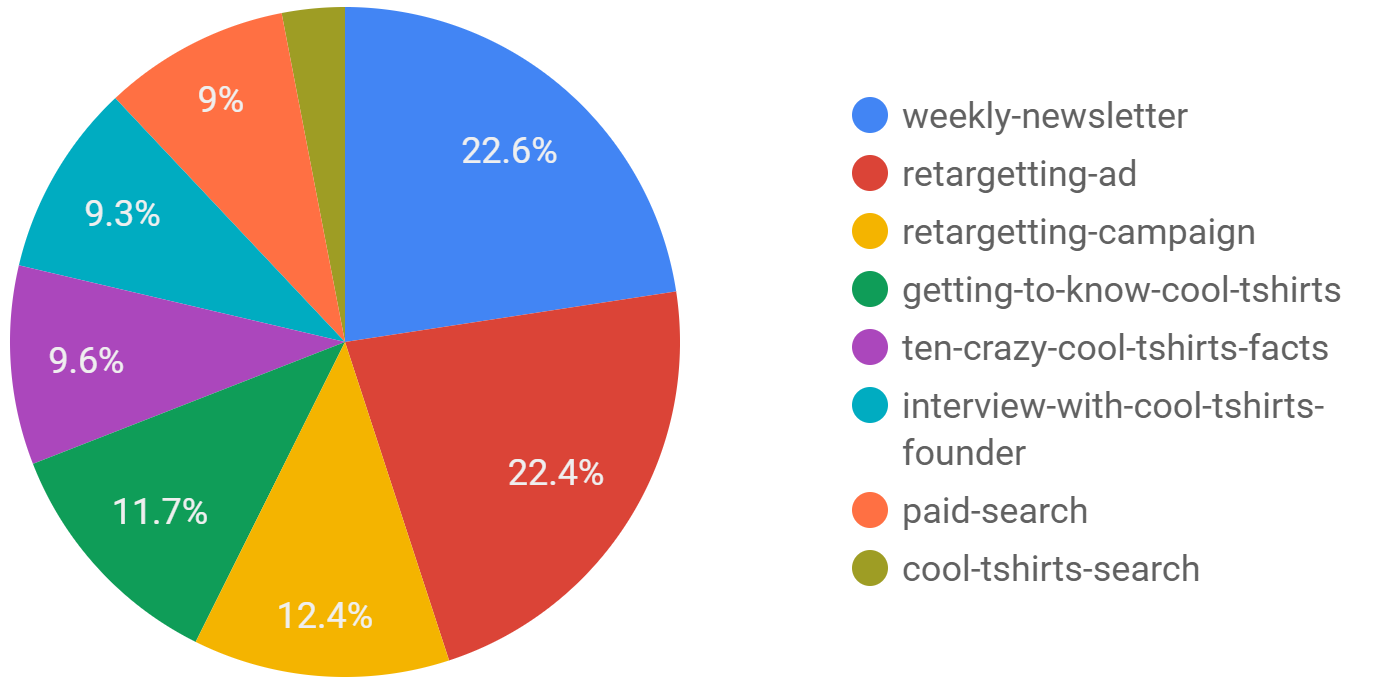 9%
22.6%
9.3%
9.6%
22.4%
11.7%
12.4%
weekly-newsletter
retargetting-ad
retargetting-campaign
getting-to-know-cool-tshirts
ten-crazy-cool-tshirts-facts
interview-with-cool-tshirts-
founder
paid-search
cool-tshirts-search